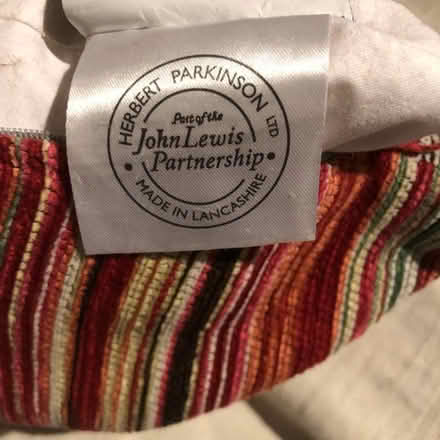 HERBERT PARKINSON LTD
Part of the
John Lewis
Partnership
MADE IN LANCASHIRE